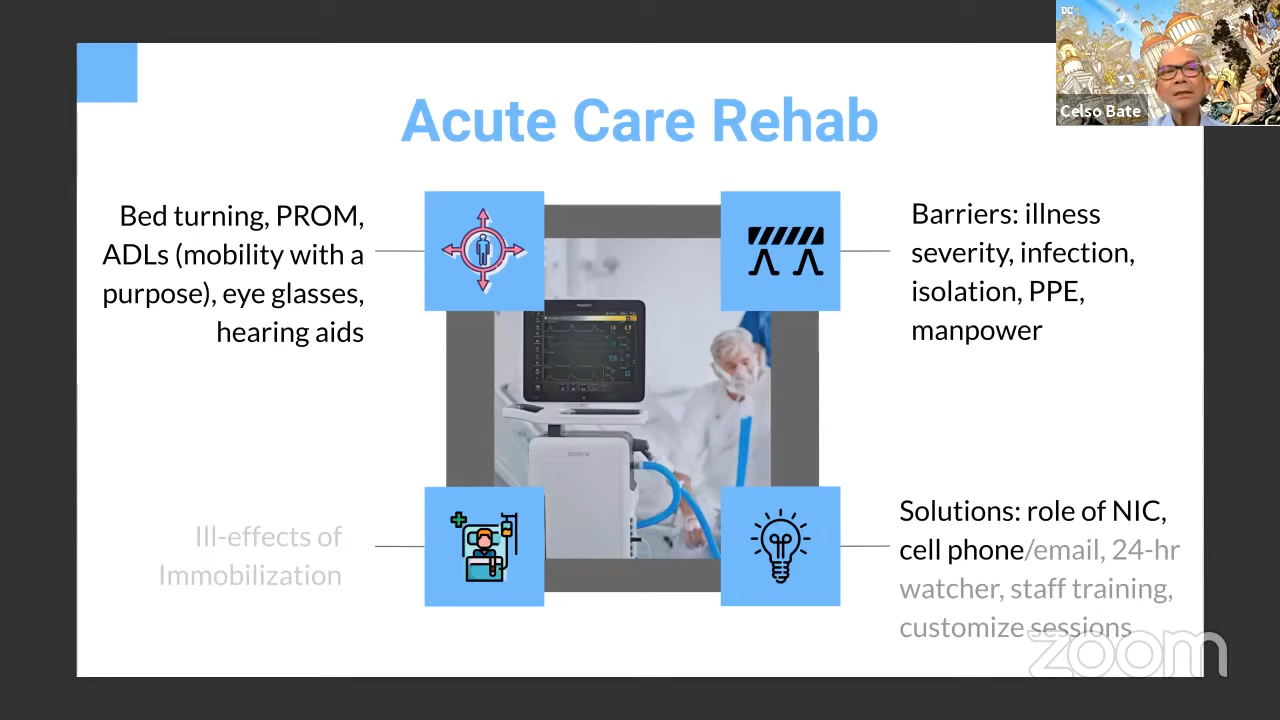 DC
Celso Bate
Acute Care Rehab
Bed turning, PROM,
ADLs (mobility with a
purpose), eye glasses,
hearing aids
Barriers: illness
severity, infection,
isolation, PPE,
manpower
Ill-effects of
Immobilization
Solutions: role of NIC,
cell phone/email, 24-hr
watcher, staff training,
customize sessions
zoom